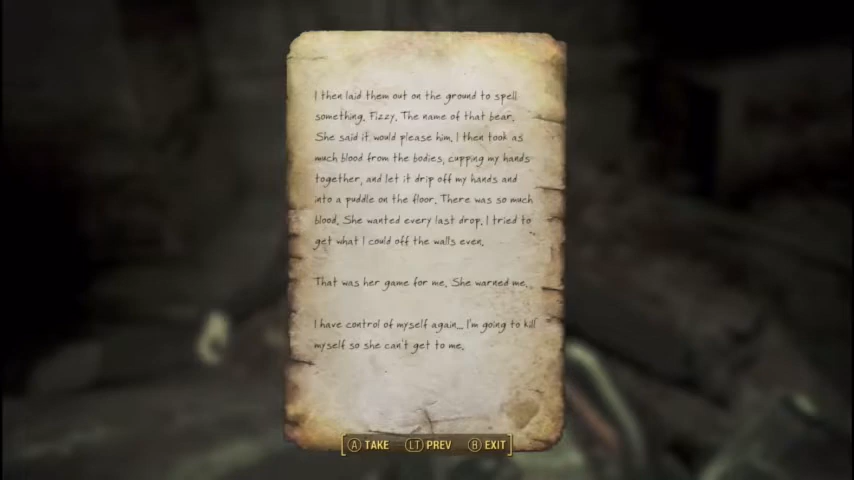 I then laid them out on the ground to spell
something. Fizzy. The name of that bear.
She said it would please him. I then took as
much blood from the bodies, cupping my hands
together, and let it drip off my hands and
into a puddle on the floor. There was so much
blood. She wanted every last drop. I tried to
get what I could off the walls even.
That was her game for me. She warned me.
I have control of myself again... I'm going to kill
myself so she can't get to me.
A TAKE LT PREV B EXIT